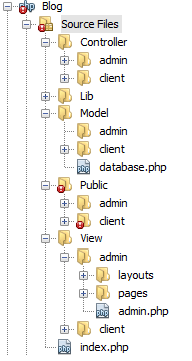 php Blog
Source Files
Controller
admin
client
Lib
Model
admin
client
database.php
Public
admin
client
View
admin
layouts
pages
admin.php
client
index.php